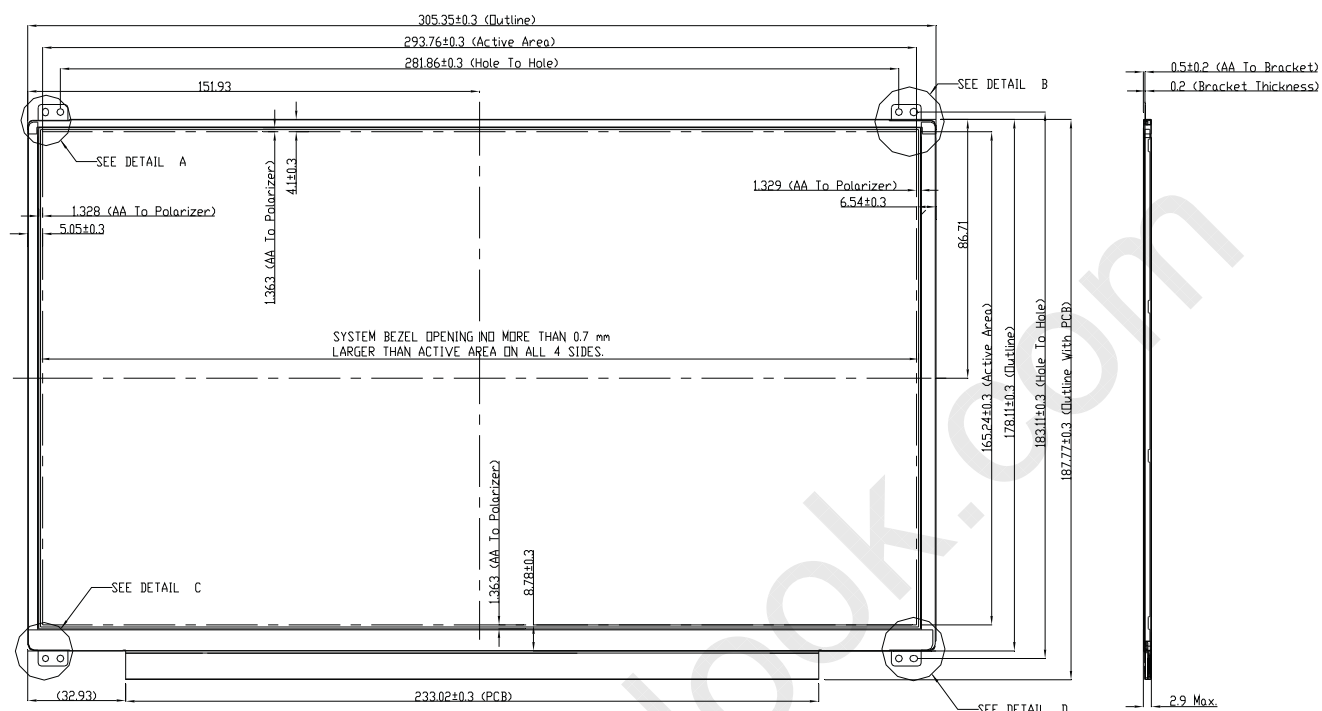 305.35±0.3 (Outline)
293.76±0.3 (Active Area)
281.86±0.3 (Hole To Hole)
151.93
SEE DETAIL B
0.5±0.2 (AA To Bracket)
0.2 (Bracket Thickness)
SEE DETAIL A
4.1±0.3
1.363 (AA To Polarizer)
1.329 (AA To Polarizer)
6.54±0.3
1.328 (AA To Polarizer)
5.05±0.3
86.71
SYSTEM BEZEL OPENING NO MORE THAN 0.7 mm
LARGER THAN ACTIVE AREA ON ALL 4 SIDES.
165.24±0.3 (Active Area)
178.11±0.3 (Outline)
183.11±0.3 (Hole To Hole)
187.77±0.3 (Outline With PCB)
1.363 (AA To Polarizer)
8.78±0.3
SEE DETAIL C
(32.93)
233.02±0.3 (PCB)
SEE DETAIL D
2.9 Max.
look.com